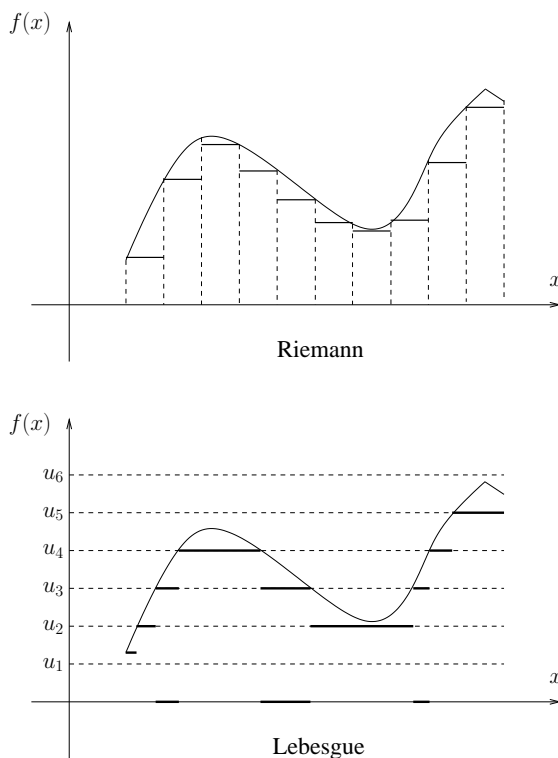 f(x)
x
Riemann
f(x)
u₆
u₅
u₄
u₃
u₂
u₁
x
Lebesgue